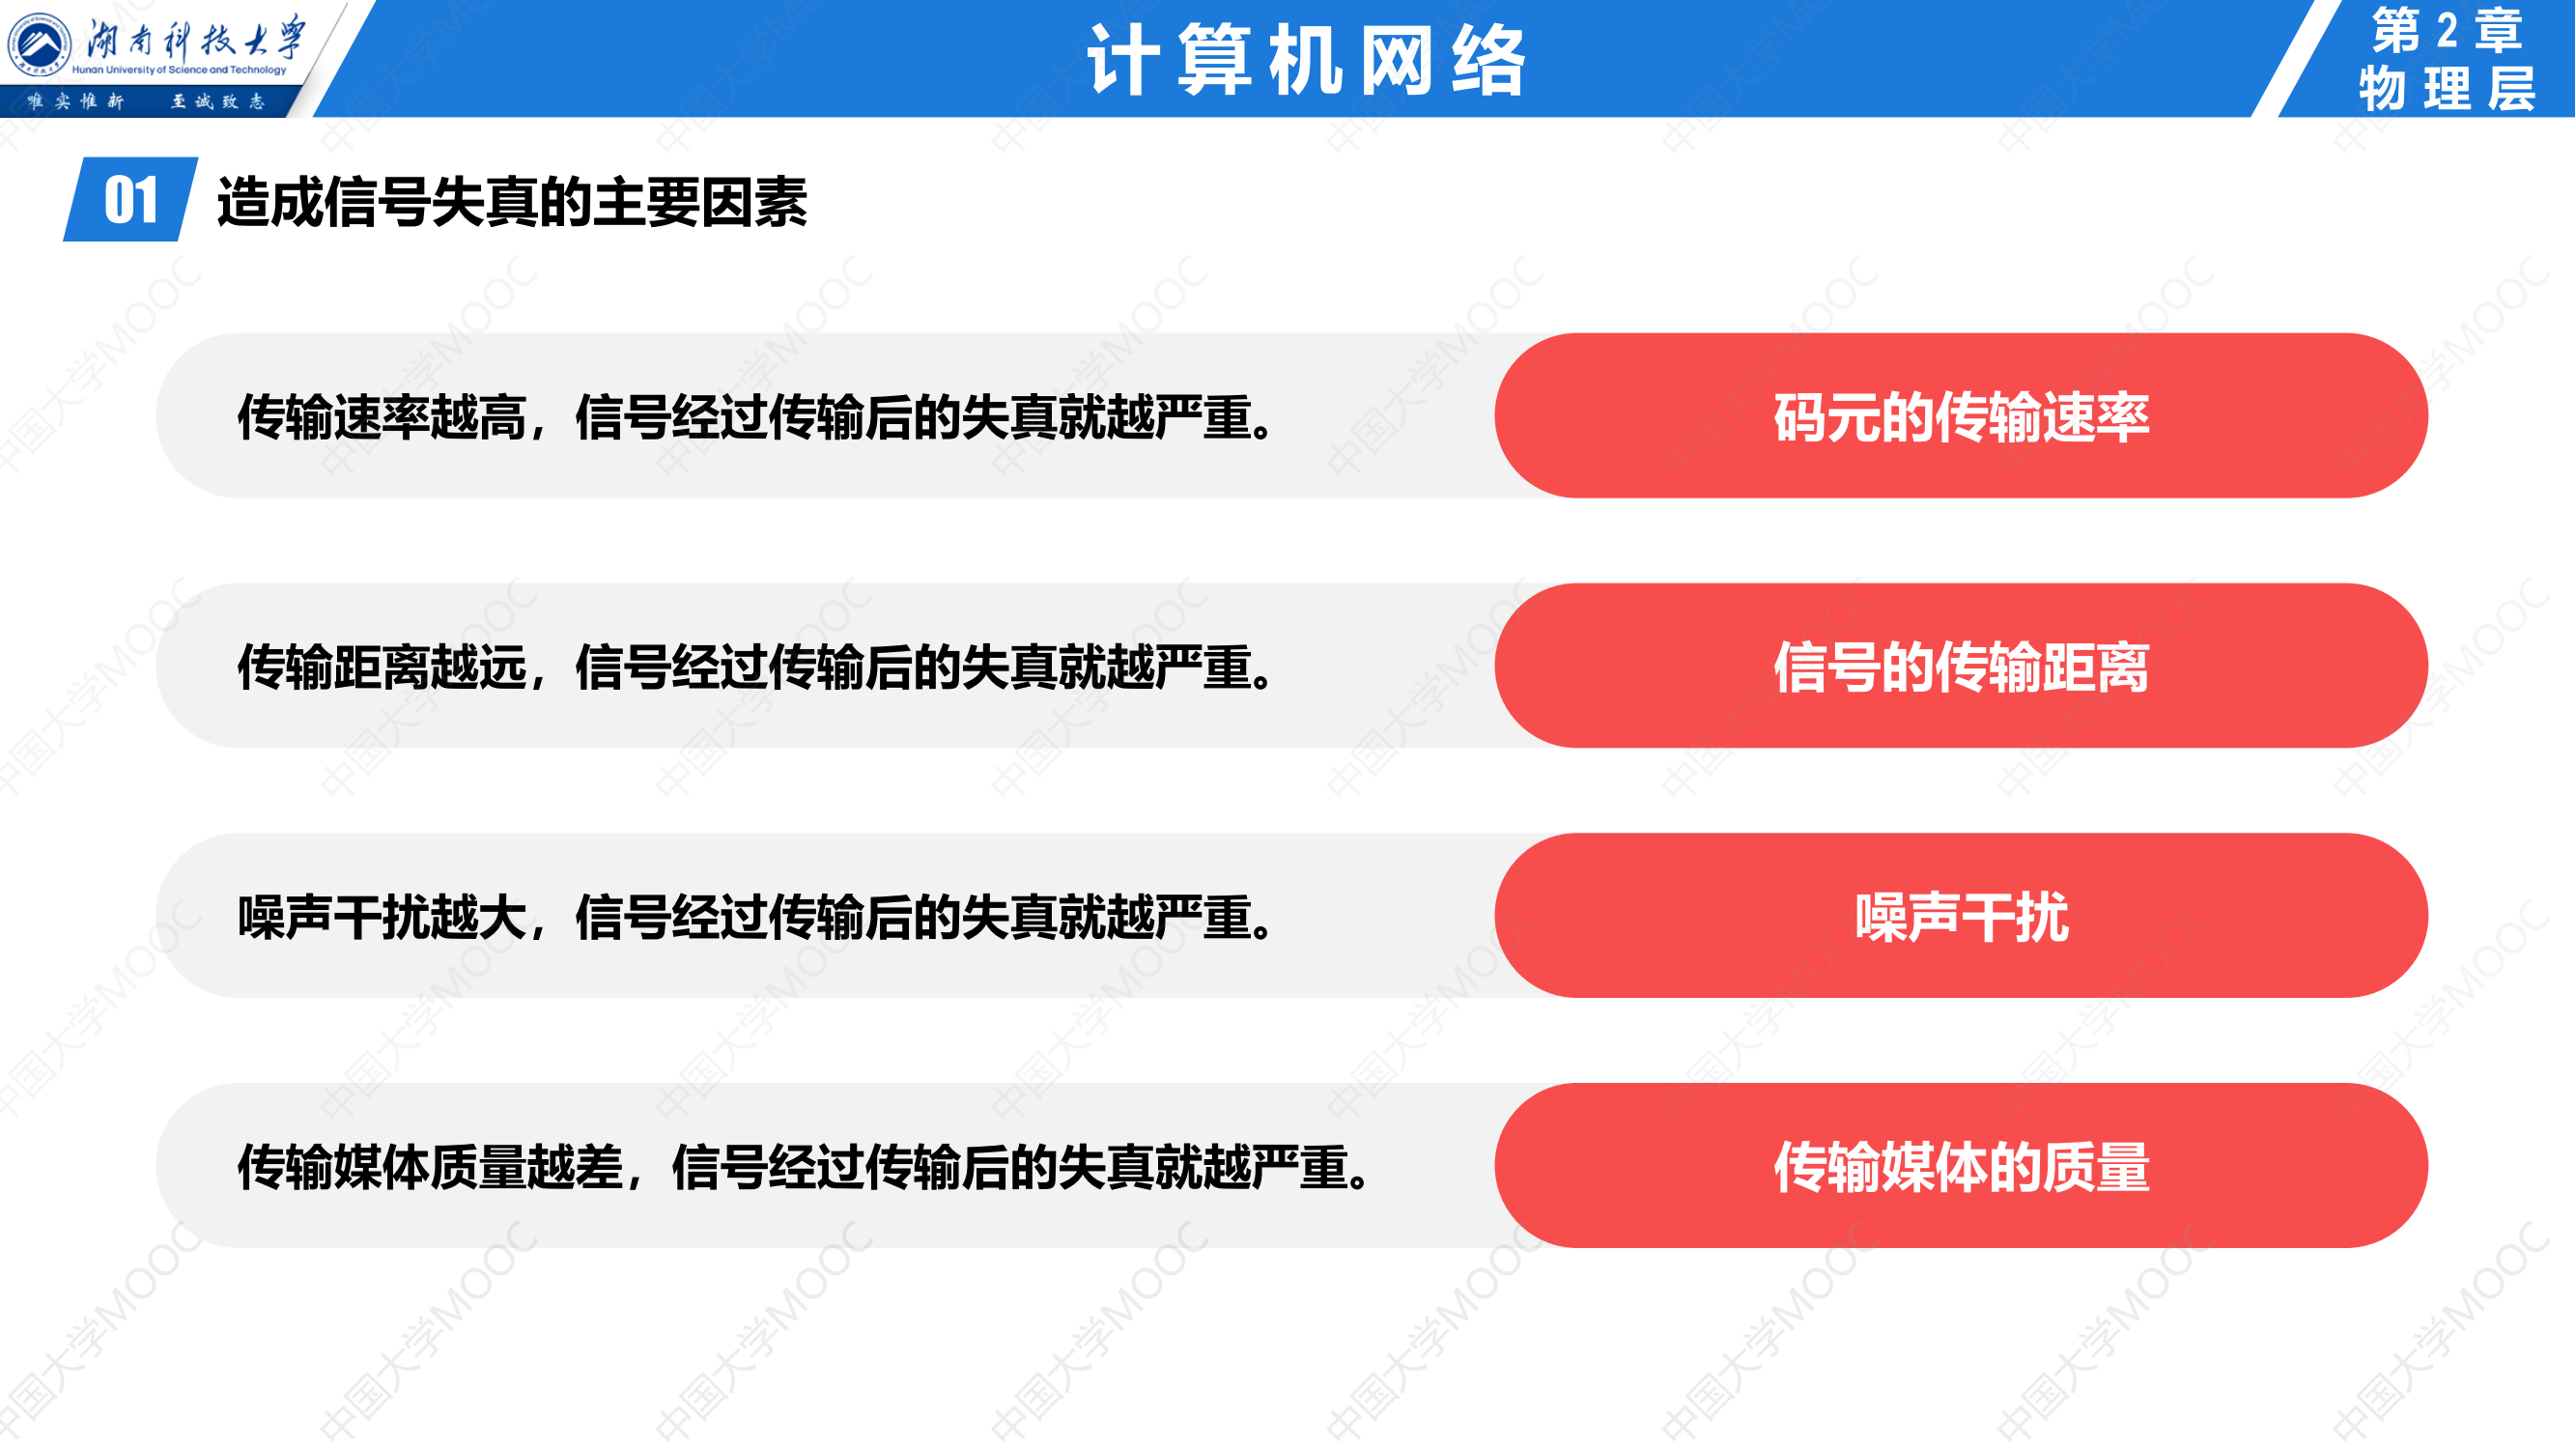 湖南科技大学
Hunan University of Science and Technology
唯实惟新 至诚致志
计算机网络
第2章
物理层
01 造成信号失真的主要因素
传输速率越高，信号经过传输后的失真就越严重。 码元的传输速率
传输距离越远，信号经过传输后的失真就越严重。 信号的传输距离
噪声干扰越大，信号经过传输后的失真就越严重。 噪声干扰
传输媒体质量越差，信号经过传输后的失真就越严重。 传输媒体的质量
中国大学MOOC